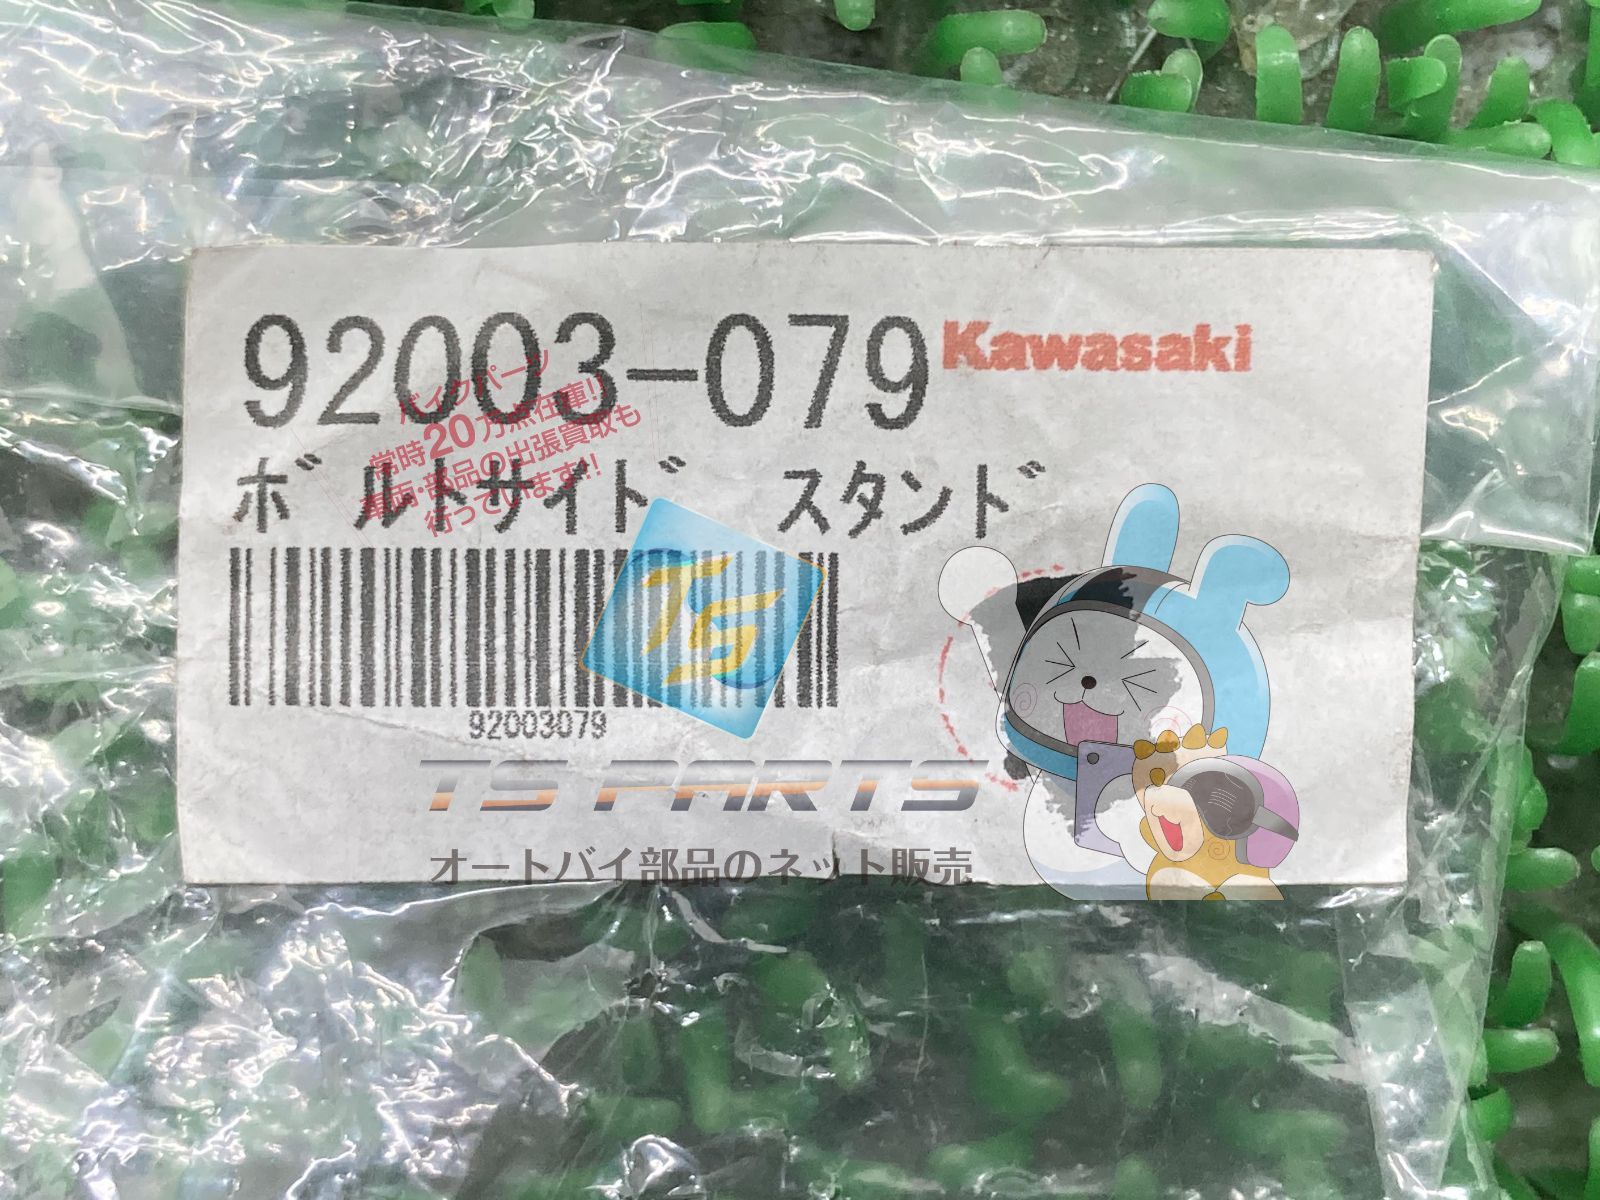 92003-079 Kawasaki
ボルトサイド スタンド
92003079
バイクパーツ
常時20万点在庫!!
車両・部品の出張買取も
行っています!!
TS
TS PARTS
オートバイ部品のネット販売